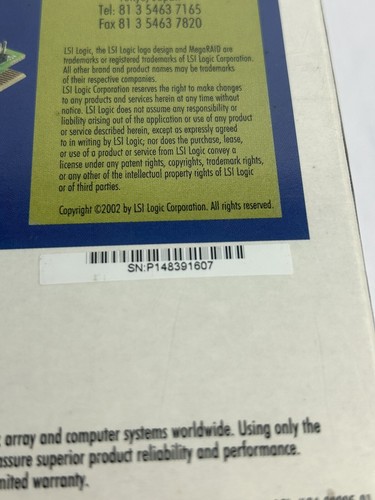 Tel: 81 3 5463 7165
Fax 81 3 5463 7820
LSI Logic, the LSI Logic logo design and MegaRAID are
trademarks or registered trademarks of LSI Logic Corporation.
All other brand and product names may be trademarks
of their respective companies.
LSI Logic Corporation reserves the right to make changes
to any products and services herein at any time without
notice. LSI Logic does not assume any responsibility or
liability arising out of the application or use of any product
or service described herein, except as expressly agreed
to in writing by LSI Logic; nor does the purchase, lease,
or use of a product or service from LSI Logic convey a
license under any patent rights, copyrights, trademark rights,
or any other of the intellectual property rights of LSI Logic
or of third parties.
Copyright ©2002 by LSI Logic Corporation. All rights reserved.
SN:P148391607
array and computer systems worldwide. Using only the
assure superior product reliability and performance.
mited warranty.